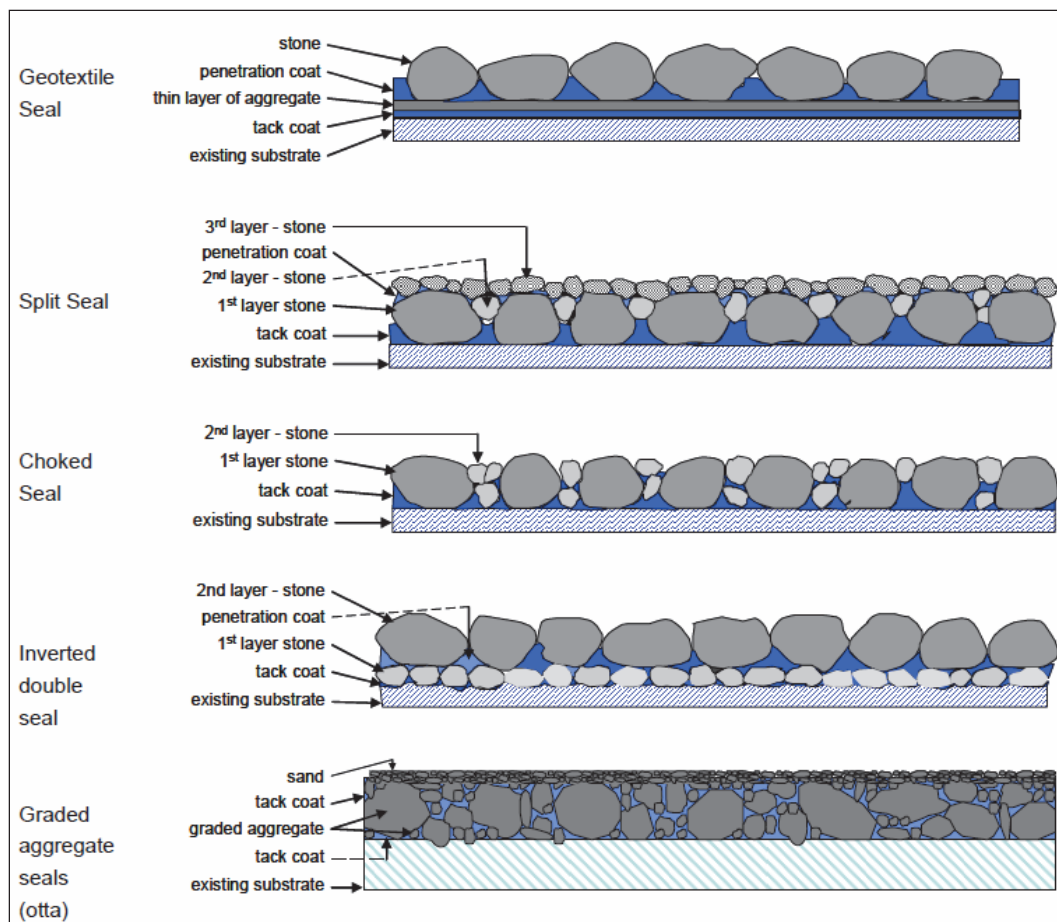 Geotextile
Seal
stone
penetration coat
thin layer of aggregate
tack coat
existing substrate
Split Seal
3rd layer - stone
penetration coat
2nd layer - stone
1st layer stone
tack coat
existing substrate
Choked
Seal
2nd layer - stone
1st layer stone
tack coat
existing substrate
Inverted
double
seal
2nd layer - stone
penetration coat
1st layer stone
tack coat
existing substrate
Graded
aggregate
seals
(otta)
sand
tack coat
graded aggregate
tack coat
existing substrate